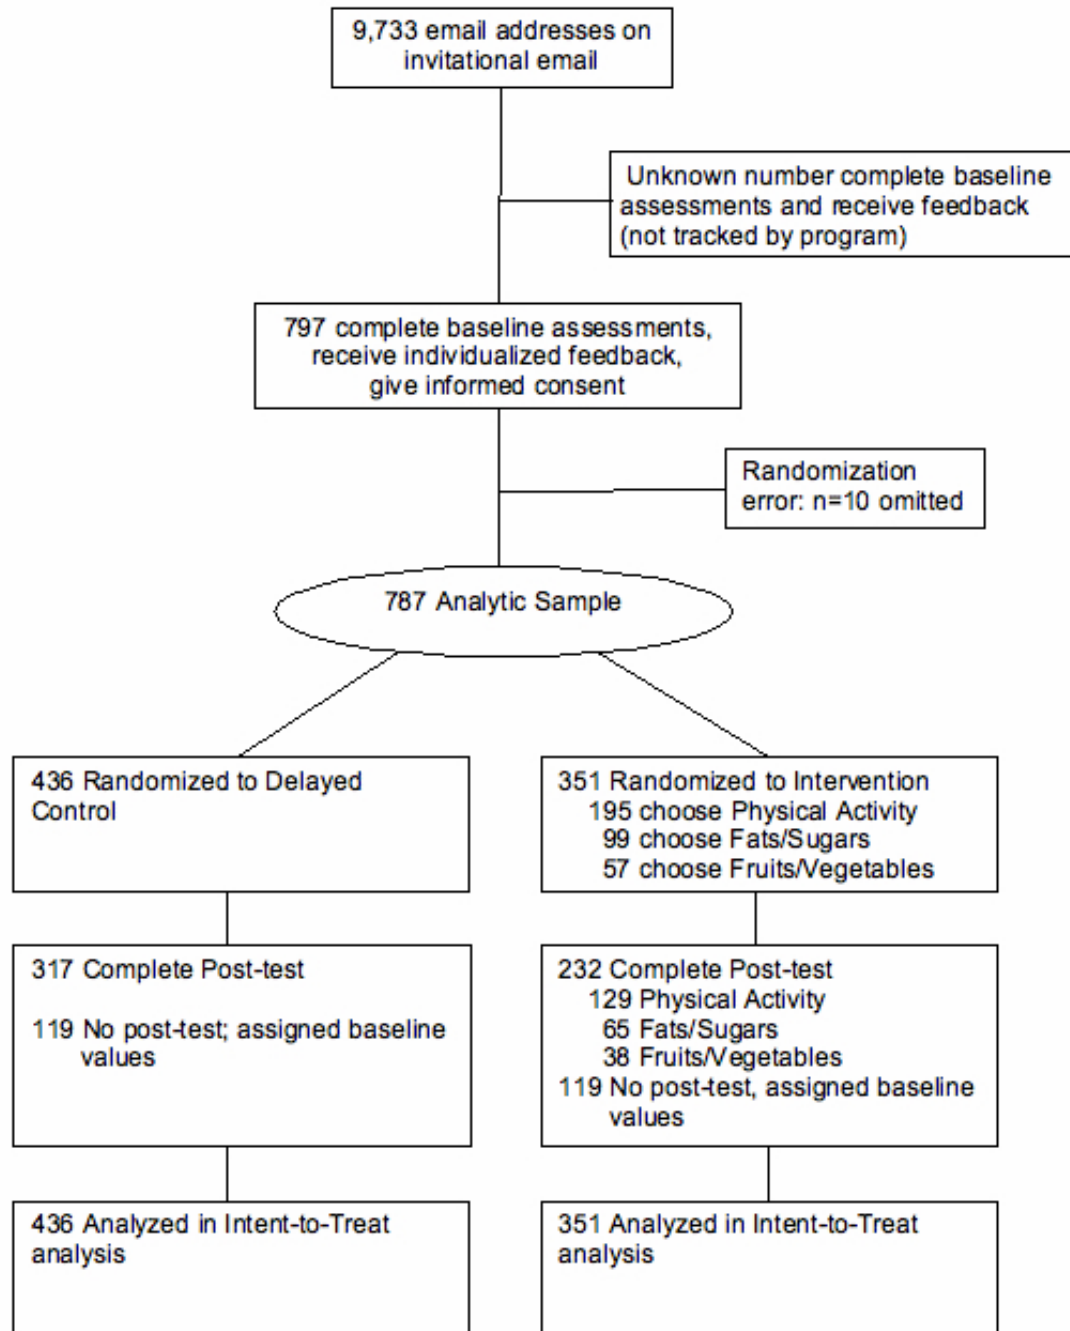 9,733 email addresses on
invitational email
Unknown number complete baseline
assessments and receive feedback
(not tracked by program)
797 complete baseline assessments,
receive individualized feedback,
give informed consent
Randomization
error: n=10 omitted
787 Analytic Sample
436 Randomized to Delayed
Control
351 Randomized to Intervention
195 choose Physical Activity
99 choose Fats/Sugars
57 choose Fruits/Vegetables
317 Complete Post-test
119 No post-test; assigned baseline
values
232 Complete Post-test
129 Physical Activity
65 Fats/Sugars
38 Fruits/Vegetables
119 No post-test, assigned baseline
values
436 Analyzed in Intent-to-Treat
analysis
351 Analyzed in Intent-to-Treat
analysis